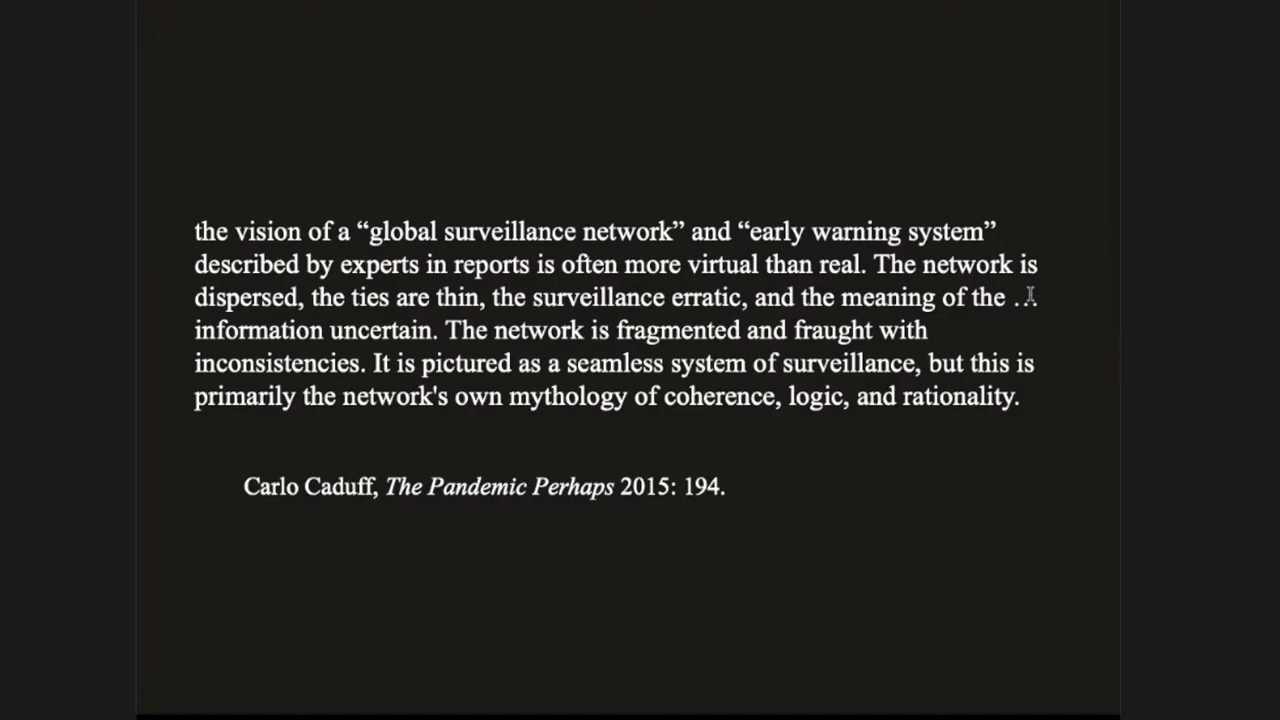 the vision of a “global surveillance network” and “early warning system”
described by experts in reports is often more virtual than real. The network is
dispersed, the ties are thin, the surveillance erratic, and the meaning of the ...
information uncertain. The network is fragmented and fraught with
inconsistencies. It is pictured as a seamless system of surveillance, but this is
primarily the network's own mythology of coherence, logic, and rationality.
Carlo Caduff, The Pandemic Perhaps 2015: 194.